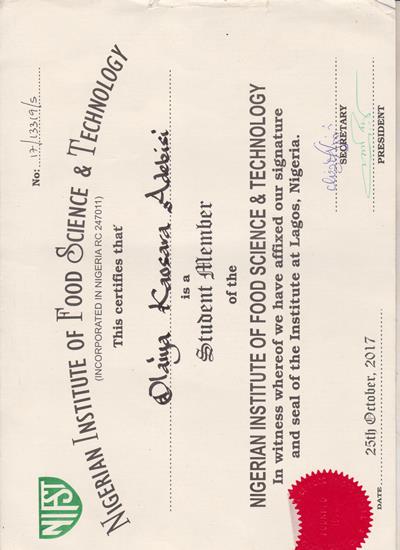 No: 17/13319/S
NIFST
NIGERIAN INSTITUTE OF FOOD SCIENCE & TECHNOLOGY
(INCORPORATED IN NIGERIA RC 247011)
This certifies that
Olaiya Kaosara Adebisi
is a
Student Member
of the
NIGERIAN INSTITUTE OF FOOD SCIENCE & TECHNOLOGY
In witness whereof we have affixed our signature
and seal of the Institute at Lagos, Nigeria.
SECRETARY
25th October, 2017
DATE
PRESIDENT